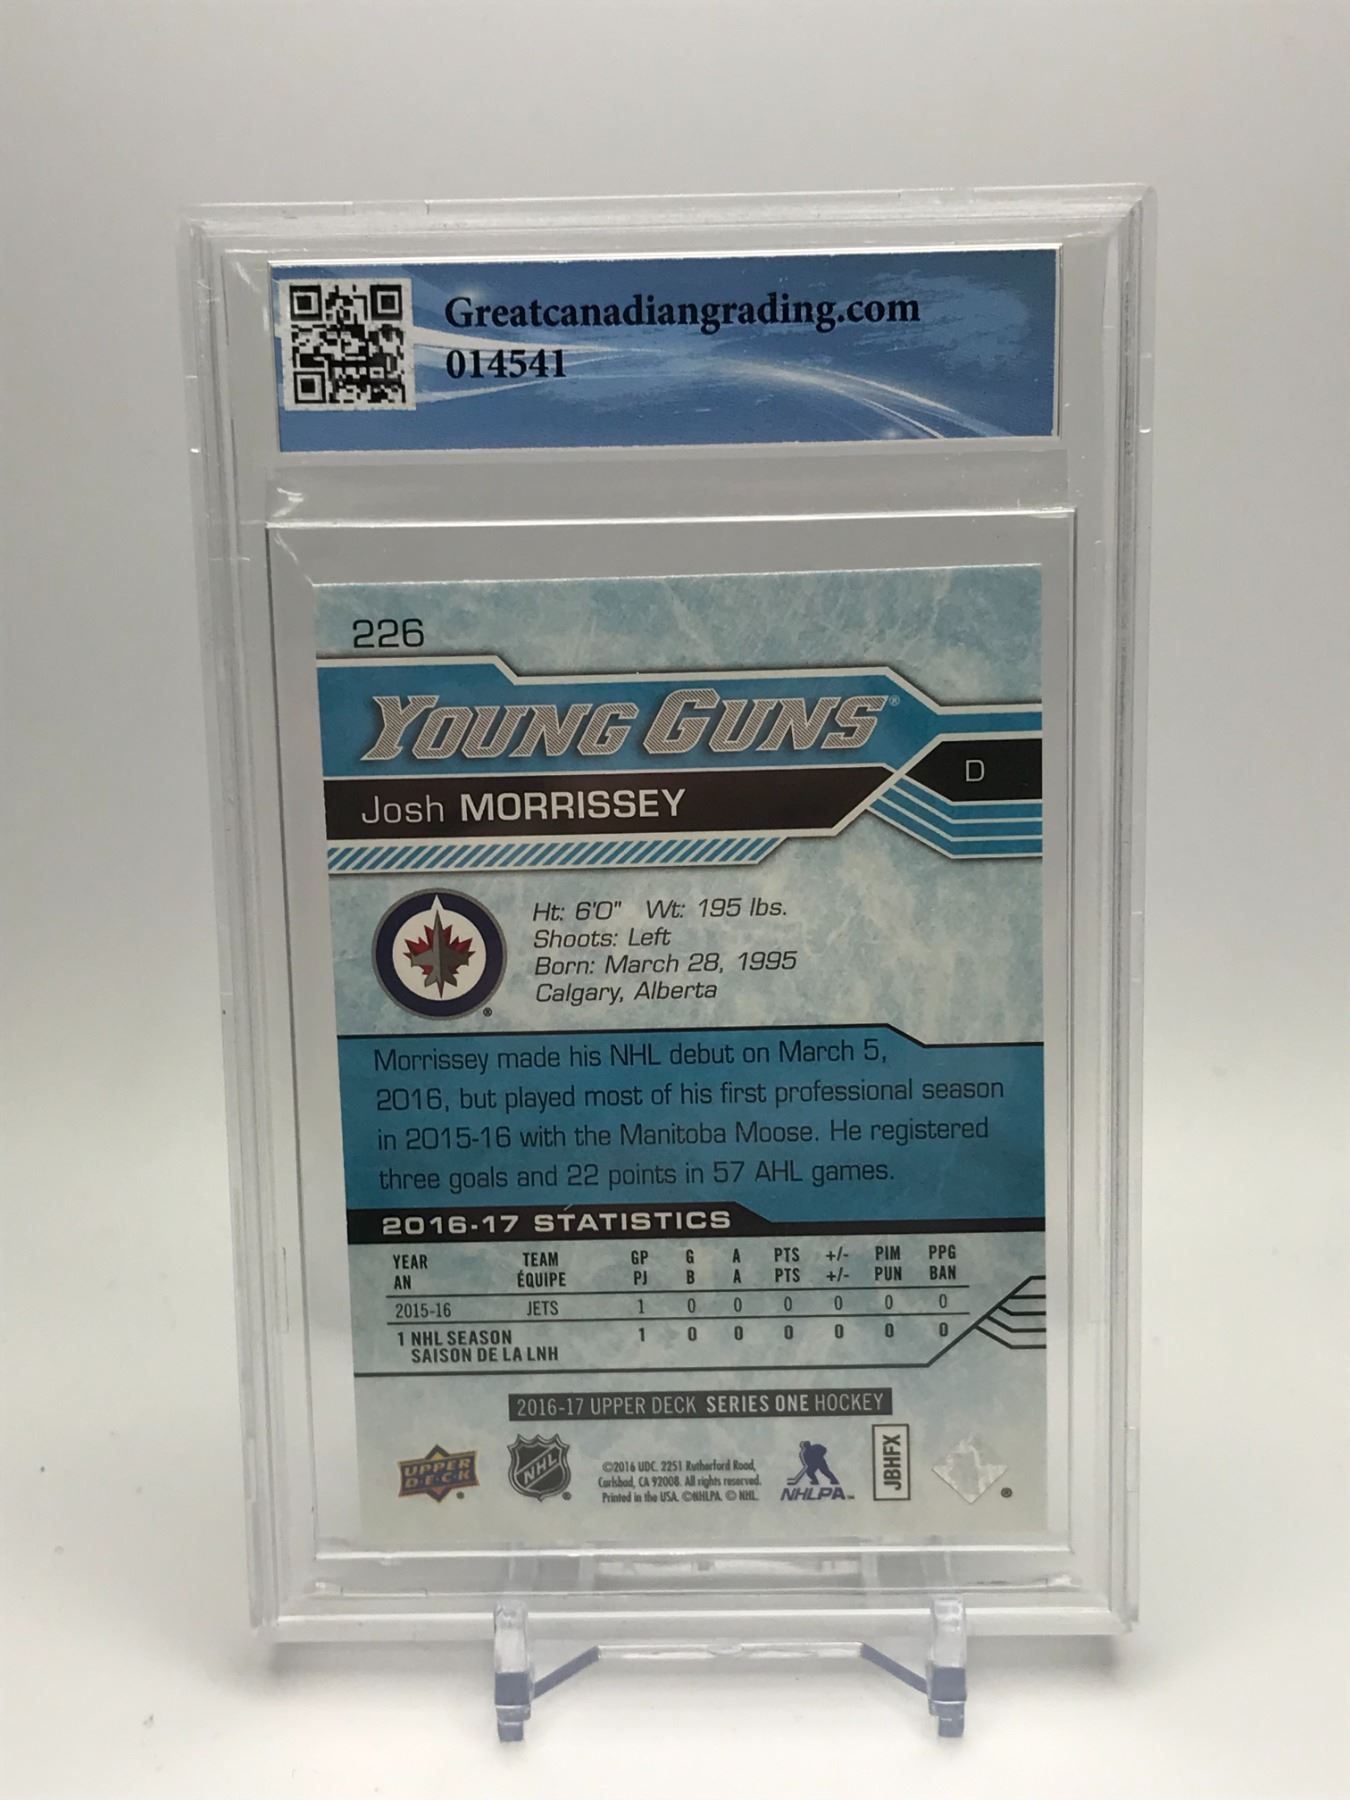 Greatcanadiangrading.com
014541
226
YOUNG GUNS®
D
Josh MORRISSEY
Ht: 6'0" Wt: 195 lbs.
Shoots: Left
Born: March 28, 1995
Calgary, Alberta
®
Morrissey made his NHL debut on March 5,
2016, but played most of his first professional season
in 2015-16 with the Manitoba Moose. He registered
three goals and 22 points in 57 AHL games.
2016-17 STATISTICS
YEAR TEAM GP G A PTS +/- PIM PPG
AN ÉQUIPE PJ B A PTS +/- PUN BAN
2015-16 JETS 1 0 0 0 0 0 0
1 NHL SEASON 1 0 0 0 0 0 0
SAISON DE LA LNH
2016-17 UPPER DECK SERIES ONE HOCKEY
UPPER DECK ®
NHL ®
©2016 UDC. 2251 Rutherford Road,
Carlsbad, CA 92008. All rights reserved.
Printed in the USA. ©NHLPA. © NHL.
NHLPA™
JBHFX
®